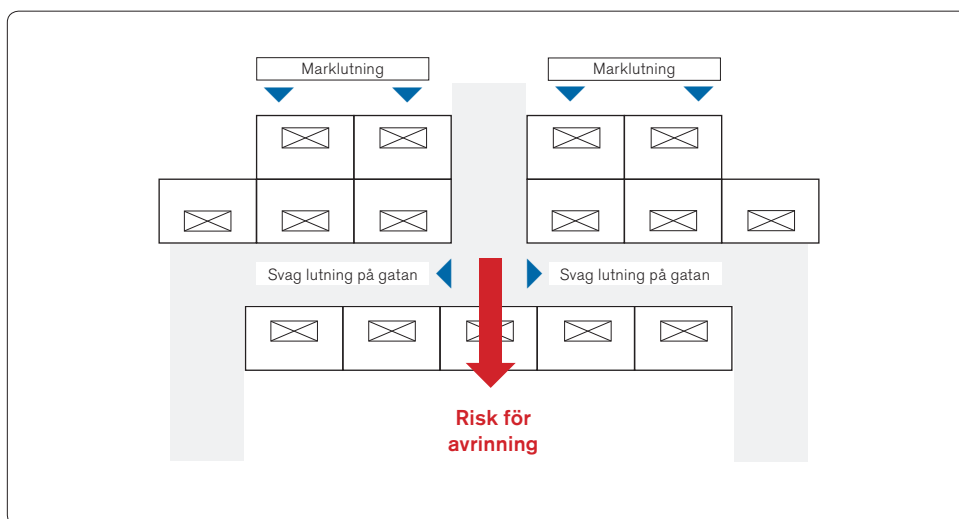 Marklutning
Marklutning
Svag lutning på gatan
Svag lutning på gatan
Risk för
avrinning